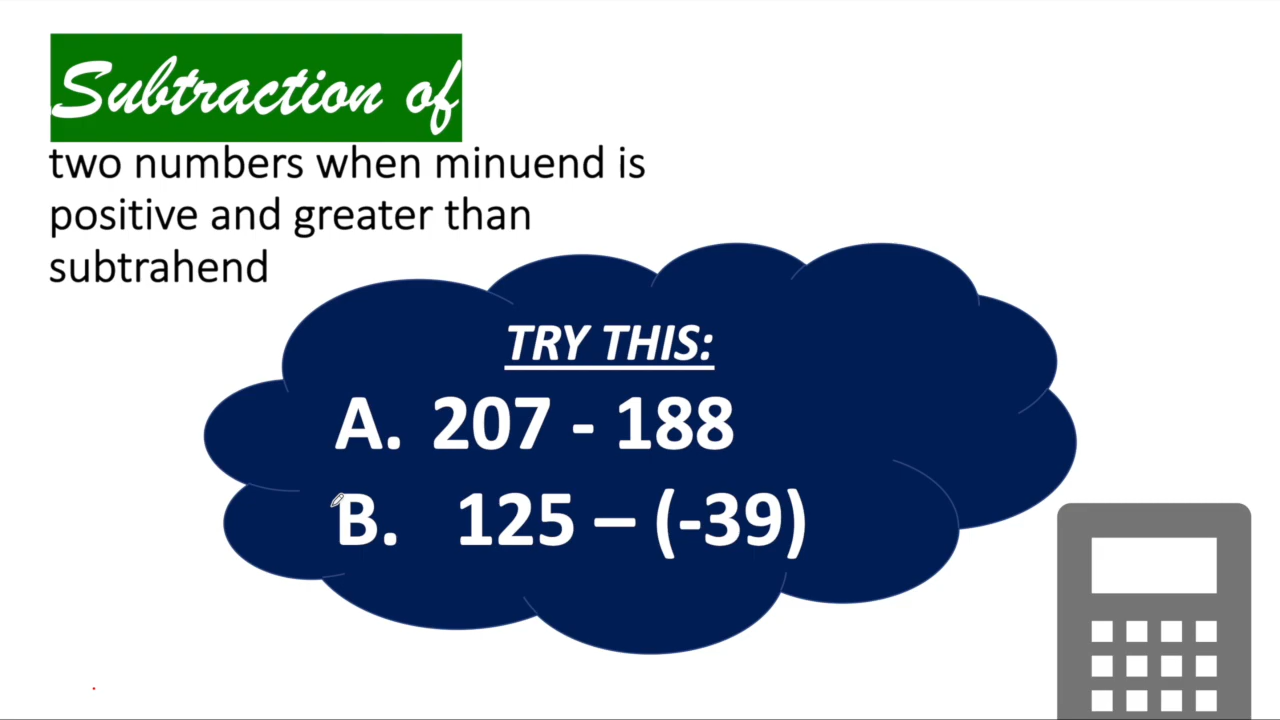 Subtraction of
two numbers when minuend is
positive and greater than
subtrahend
TRY THIS:
A. 207 - 188
B. 125 – (-39)